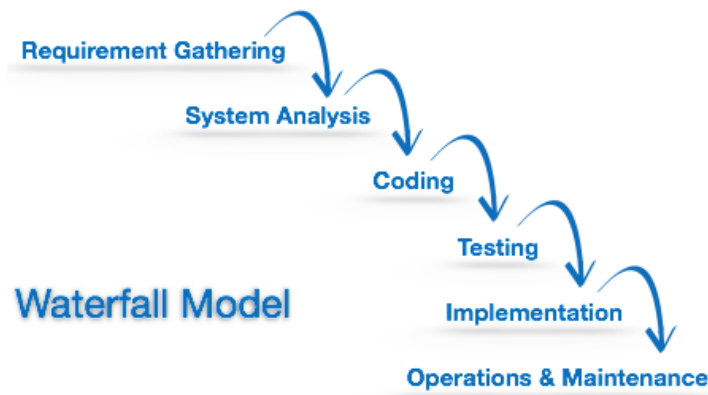 Requirement Gathering
System Analysis
Coding
Testing
Waterfall Model
Implementation
Operations & Maintenance